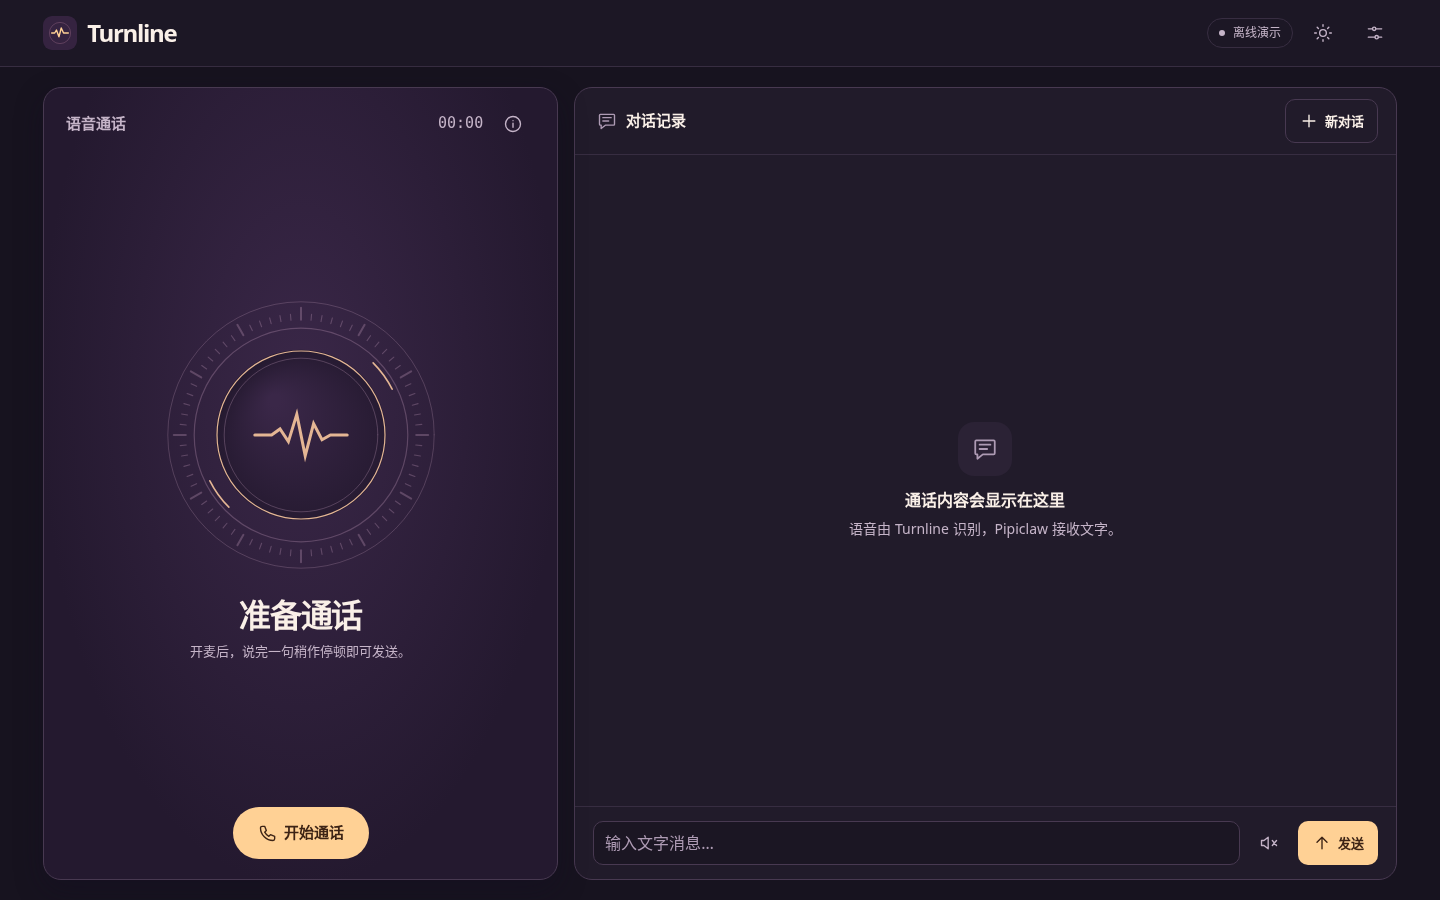 Turnline
离线演示
语音通话
00:00
准备通话
开麦后，说完一句稍作停顿即可发送。
开始通话
对话记录
新对话
通话内容会显示在这里
语音由 Turnline 识别，Pipiclaw 接收文字。
输入文字消息...
发送